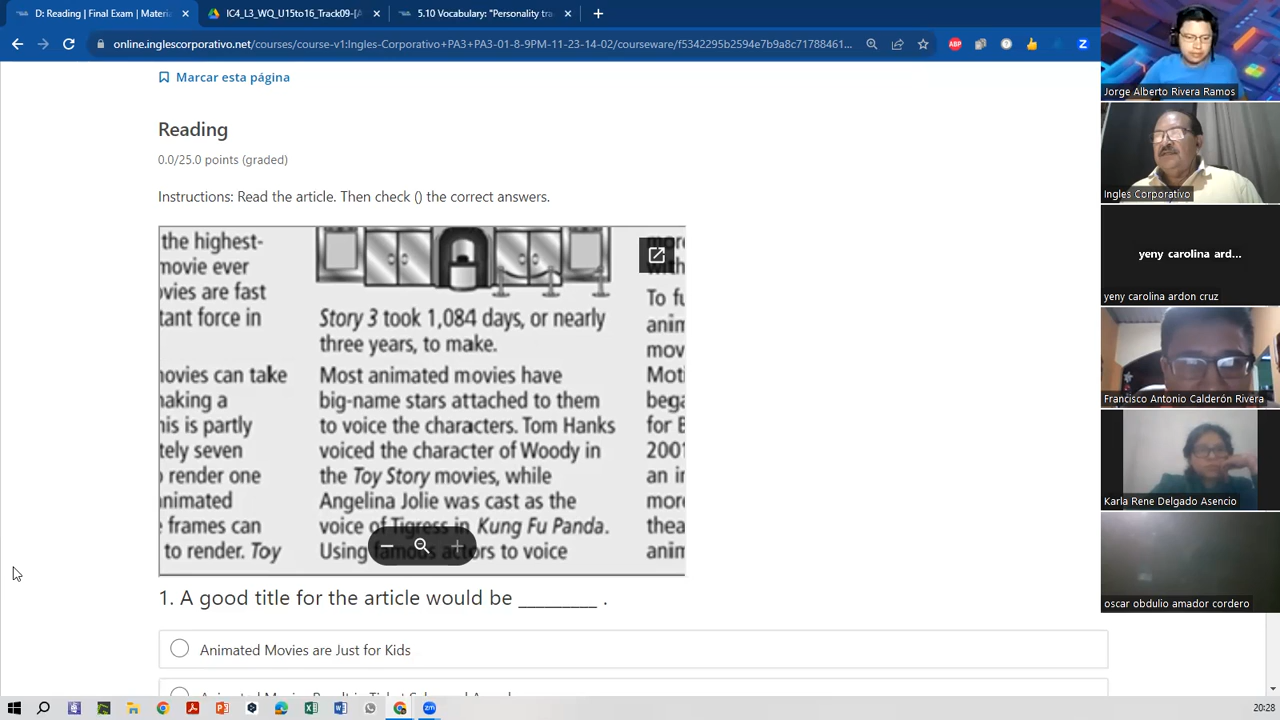 D: Reading | Final Exam | Materi
IC4_L3_WQ_U15to16_Track09-[A
5.10 Vocabulary: "Personality tra
online.inglescorporativo.net/courses/course-v1:Ingles-Corporativo+PA3+PA3-01-8-9PM-11-23-14-02/courseware/f5342295b2594e7b9a8c71788461...
ABP
Z
Marcar esta página
Reading
0.0/25.0 points (graded)
Instructions: Read the article. Then check () the correct answers.
the highest-
movie ever
vies are fast
tant force in
ovies can take
aking a
is is partly
tely seven
render one
nimated
frames can
to render. Toy
Story 3 took 1,084 days, or nearly
three years, to make.
Most animated movies have
big-name stars attached to them
to voice the characters. Tom Hanks
voiced the character of Woody in
the Toy Story movies, while
Angelina Jolie was cast as the
voice of Tigress in Kung Fu Panda.
Using famous actors to voice
more
with
To fu
anim
mov
Moti
bega
for B
2001
an in
more
thea
anim
1. A good title for the article would be _________ .
Animated Movies are Just for Kids
Jorge Alberto Rivera Ramos
Ingles Corporativo
yeny carolina ard...
yeny carolina ardon cruz
Francisco Antonio Calderón Rivera
Karla Rene Delgado Asencio
oscar obdulio amador cordero
20:28